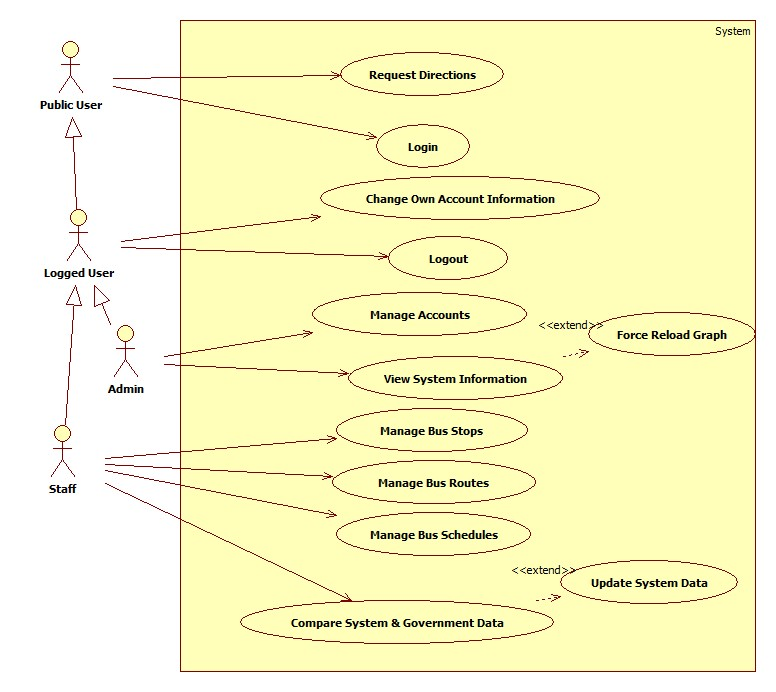 System
Request Directions
Public User
Login
Change Own Account Information
Logged User
Logout
Manage Accounts
<<extend>>
Force Reload Graph
Admin
View System Information
Manage Bus Stops
Staff
Manage Bus Routes
Manage Bus Schedules
<<extend>>
Update System Data
Compare System & Government Data